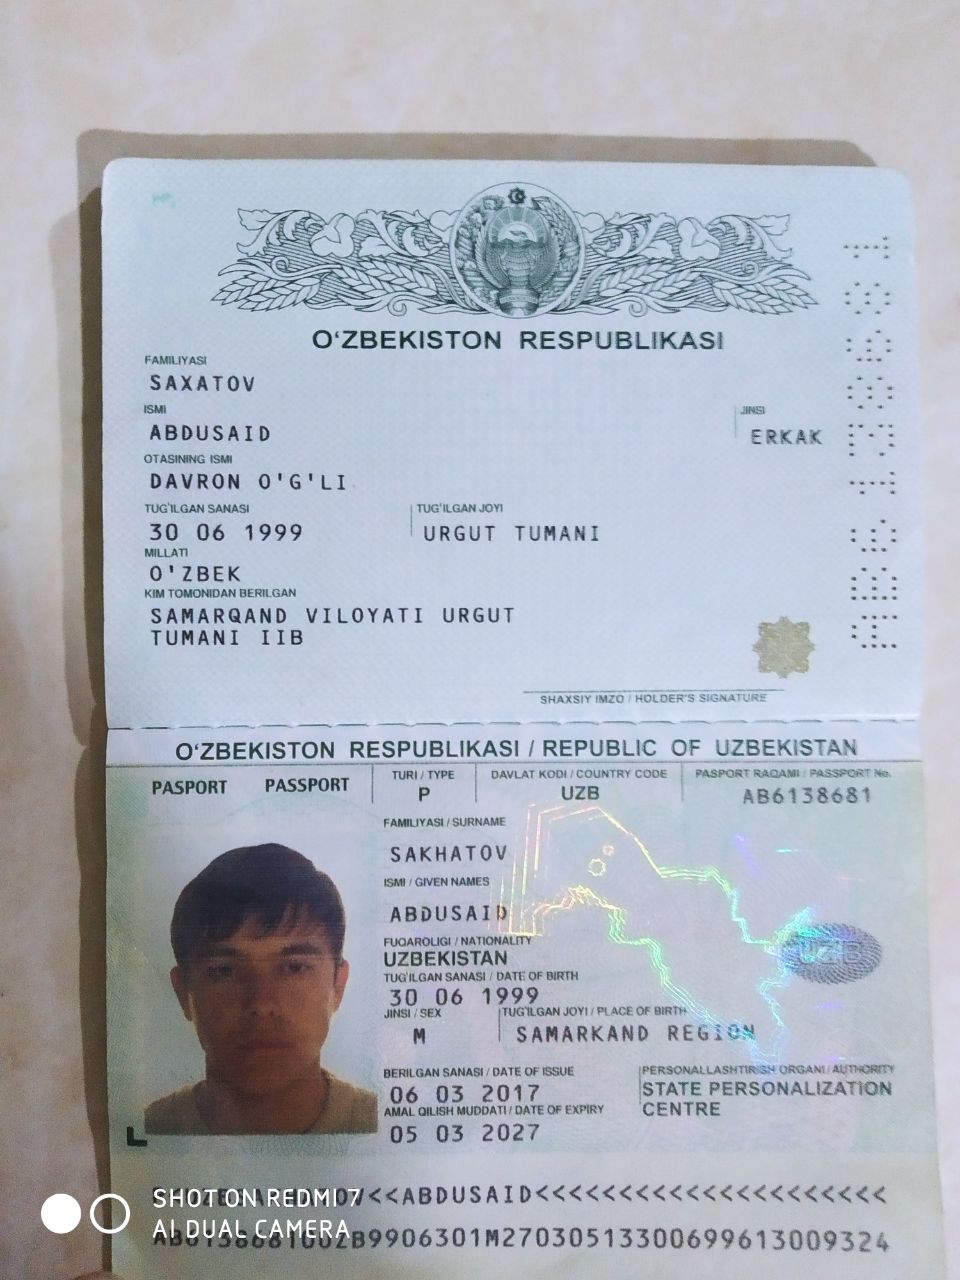 O‘ZBEKISTON RESPUBLIKASI
FAMILIYASI
SAXATOV
ISMI
ABDUSAID
JINSI
ERKAK
OTASINING ISMI
DAVRON O'G'LI
TUG‘ILGAN SANASI
30 06 1999
TUG‘ILGAN JOYI
URGUT TUMANI
MILLATI
O'ZBEK
KIM TOMONIDAN BERILGAN
SAMARQAND VILOYATI URGUT
TUMANI IIB
AB6138681
SHAXSIY IMZO / HOLDER'S SIGNATURE
O‘ZBEKISTON RESPUBLIKASI / REPUBLIC OF UZBEKISTAN
PASPORT PASSPORT
TURI / TYPE
P
DAVLAT KODI / COUNTRY CODE
UZB
PASPORT RAQAMI / PASSPORT No.
AB6138681
FAMILIYASI / SURNAME
SAKHATOV
ISMI / GIVEN NAMES
ABDUSAID
FUQAROLIGI / NATIONALITY
UZBEKISTAN
TUG‘ILGAN SANASI / DATE OF BIRTH
30 06 1999
JINSI / SEX
M
TUG‘ILGAN JOYI / PLACE OF BIRTH
SAMARKAND REGION
UZB
BERILGAN SANASI / DATE OF ISSUE
06 03 2017
PERSONALLASHTIRISH ORGANI / AUTHORITY
STATE PERSONALIZATION
CENTRE
AMAL QILISH MUDDATI / DATE OF EXPIRY
05 03 2027
<<ABDUSAID<<<<<<<<<<<<<<<<<<<<<
B9906301M27030513300699613009324
SHOT ON REDMI 7
AI DUAL CAMERA